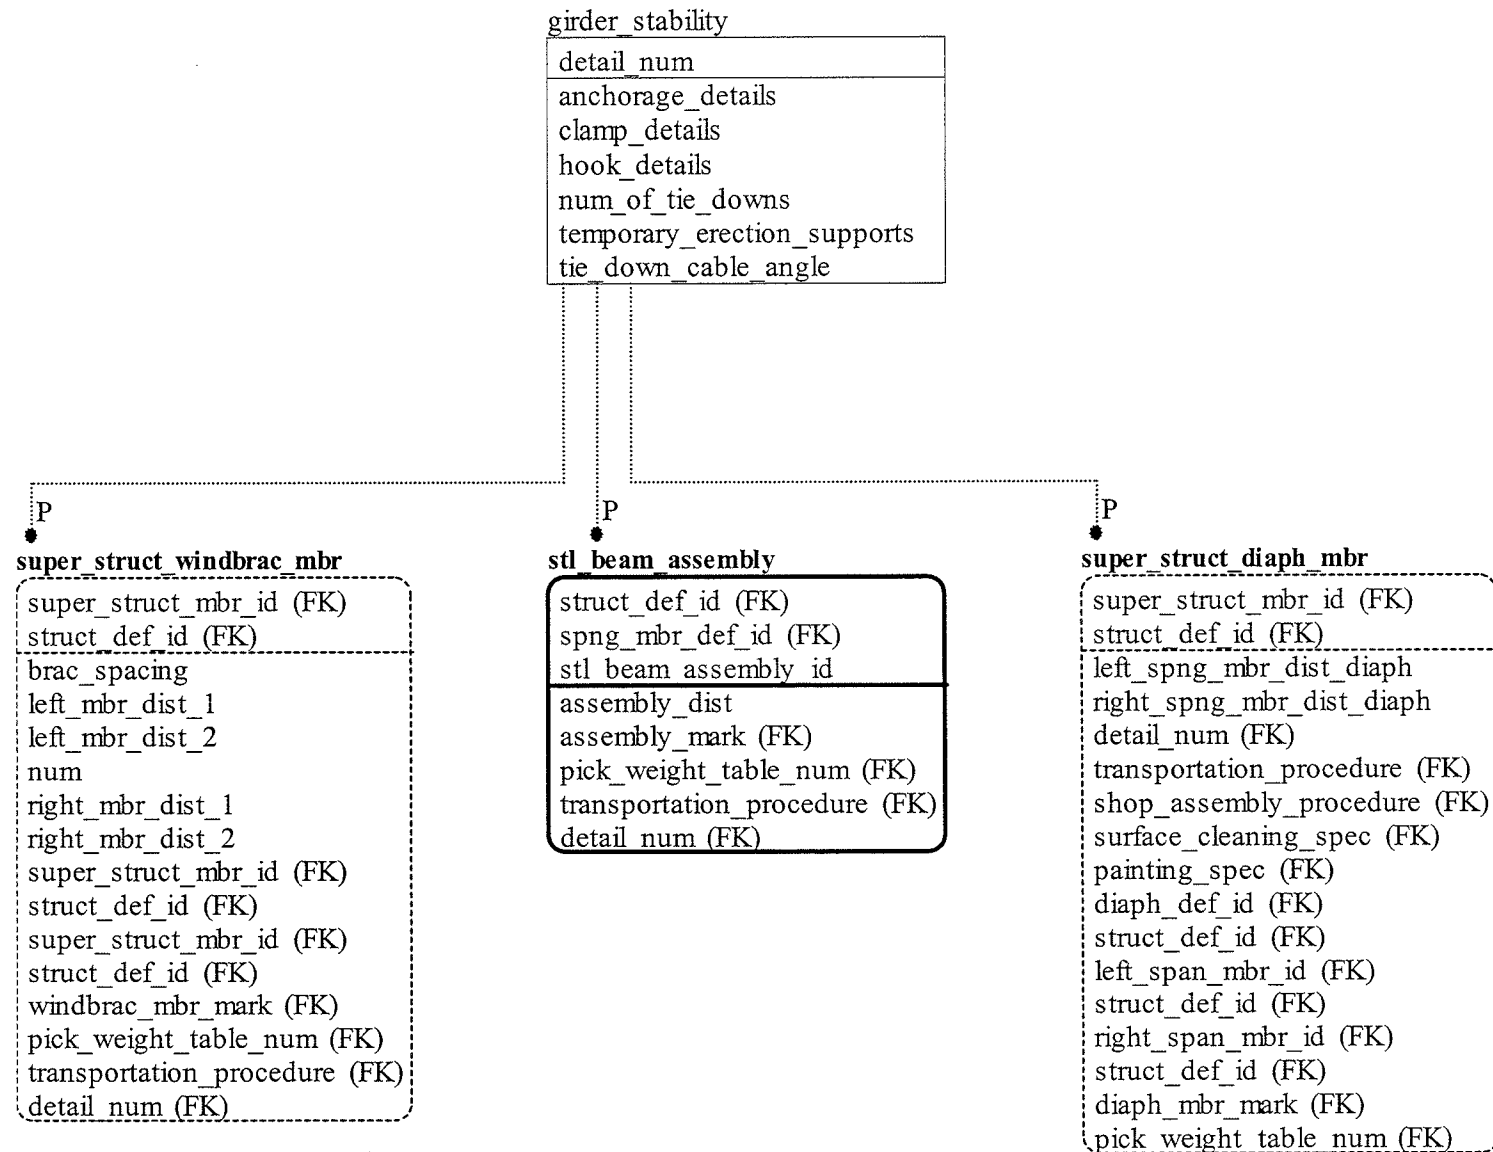 girder_stability
detail_num
anchorage_details
clamp_details
hook_details
num_of_tie_downs
temporary_erection_supports
tie_down_cable_angle
P
P
P
super_struct_windbrac_mbr
super_struct_mbr_id (FK)
struct_def_id (FK)
brac_spacing
left_mbr_dist_1
left_mbr_dist_2
num
right_mbr_dist_1
right_mbr_dist_2
super_struct_mbr_id (FK)
struct_def_id (FK)
super_struct_mbr_id (FK)
struct_def_id (FK)
windbrac_mbr_mark (FK)
pick_weight_table_num (FK)
transportation_procedure (FK)
detail_num (FK)
stl_beam_assembly
struct_def_id (FK)
spng_mbr_def_id (FK)
stl_beam_assembly_id
assembly_dist
assembly_mark (FK)
pick_weight_table_num (FK)
transportation_procedure (FK)
detail_num (FK)
super_struct_diaph_mbr
super_struct_mbr_id (FK)
struct_def_id (FK)
left_spng_mbr_dist_diaph
right_spng_mbr_dist_diaph
detail_num (FK)
transportation_procedure (FK)
shop_assembly_procedure (FK)
surface_cleaning_spec (FK)
painting_spec (FK)
diaph_def_id (FK)
struct_def_id (FK)
left_span_mbr_id (FK)
struct_def_id (FK)
right_span_mbr_id (FK)
struct_def_id (FK)
diaph_mbr_mark (FK)
pick_weight_table_num (FK)